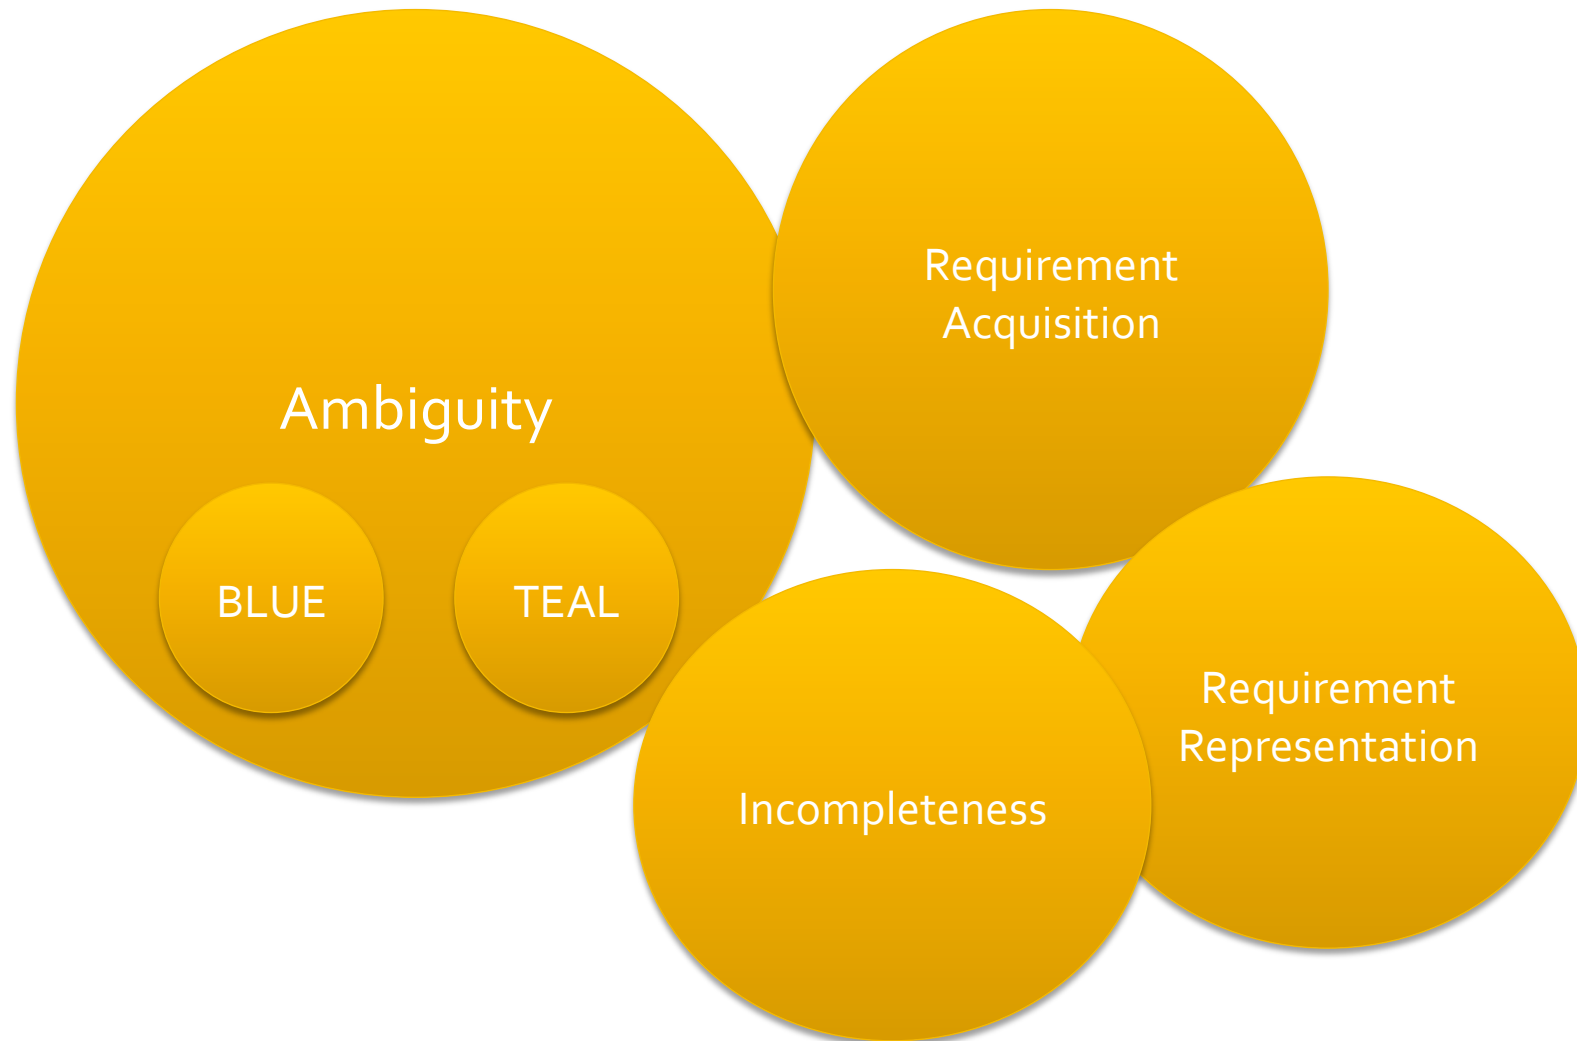 Ambiguity
BLUE
TEAL
Requirement
Acquisition
Requirement
Representation
Incompleteness